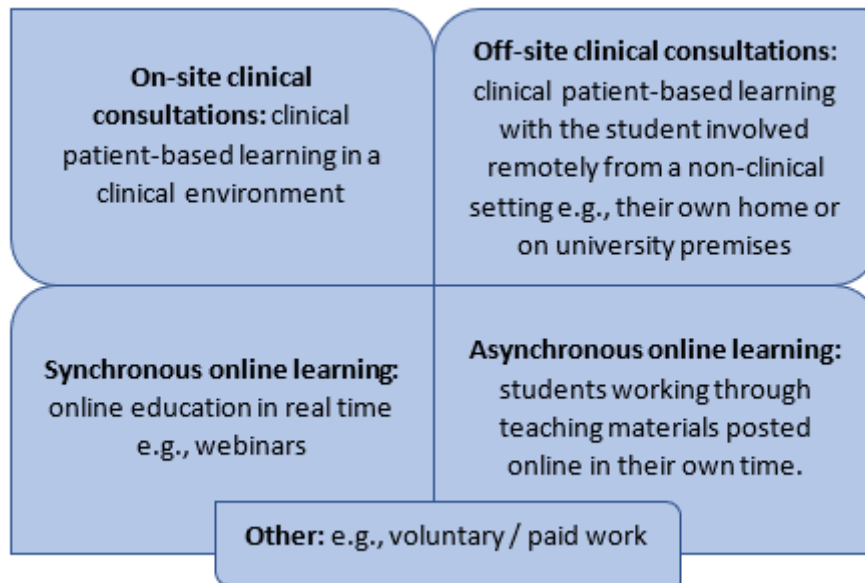 On-site clinical
consultations: clinical
patient-based learning in a
clinical environment
Off-site clinical consultations:
clinical patient-based learning
with the student involved
remotely from a non-clinical
setting e.g., their own home or
on university premises
Synchronous online learning:
online education in real time
e.g., webinars
Asynchronous online learning:
students working through
teaching materials posted
online in their own time.
Other: e.g., voluntary / paid work